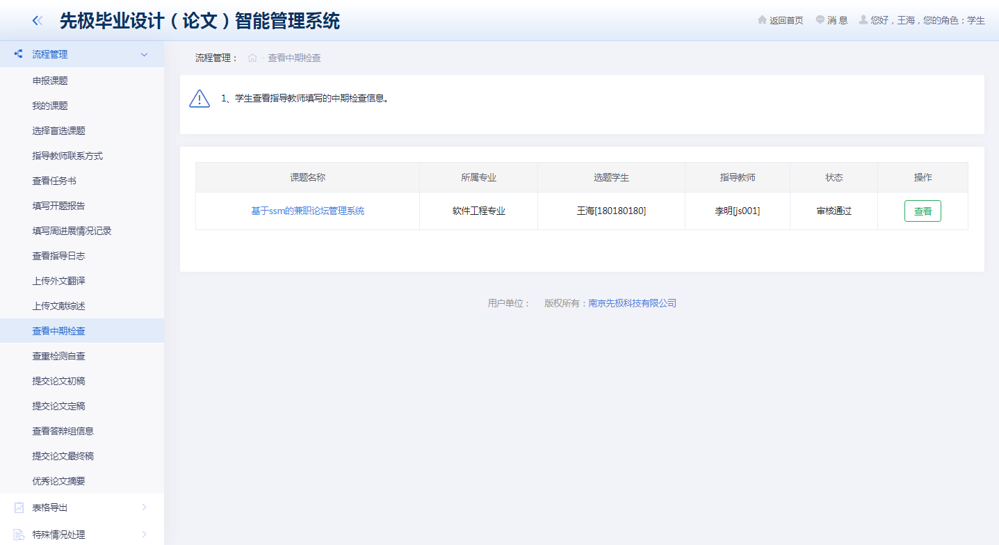 先极毕业设计（论文）智能管理系统
返回首页 消 息 您好，王海，您的角色：学生
流程管理
申报课题
我的课题
选择盲选课题
指导教师联系方式
查看任务书
填写开题报告
填写周进展情况记录
查看指导日志
上传外文翻译
上传文献综述
查看中期检查
查重检测自查
提交论文初稿
提交论文定稿
查看答辩组信息
提交论文最终稿
优秀论文摘要
表格导出
特殊情况处理
流程管理： 查看中期检查
1、学生查看指导教师填写的中期检查信息。
课题名称 所属专业 选题学生 指导教师 状态 操作
基于ssm的兼职论坛管理系统 软件工程专业 王海[180180180] 李明[js001] 审核通过 查看
用户单位： 版权所有：南京先极科技有限公司